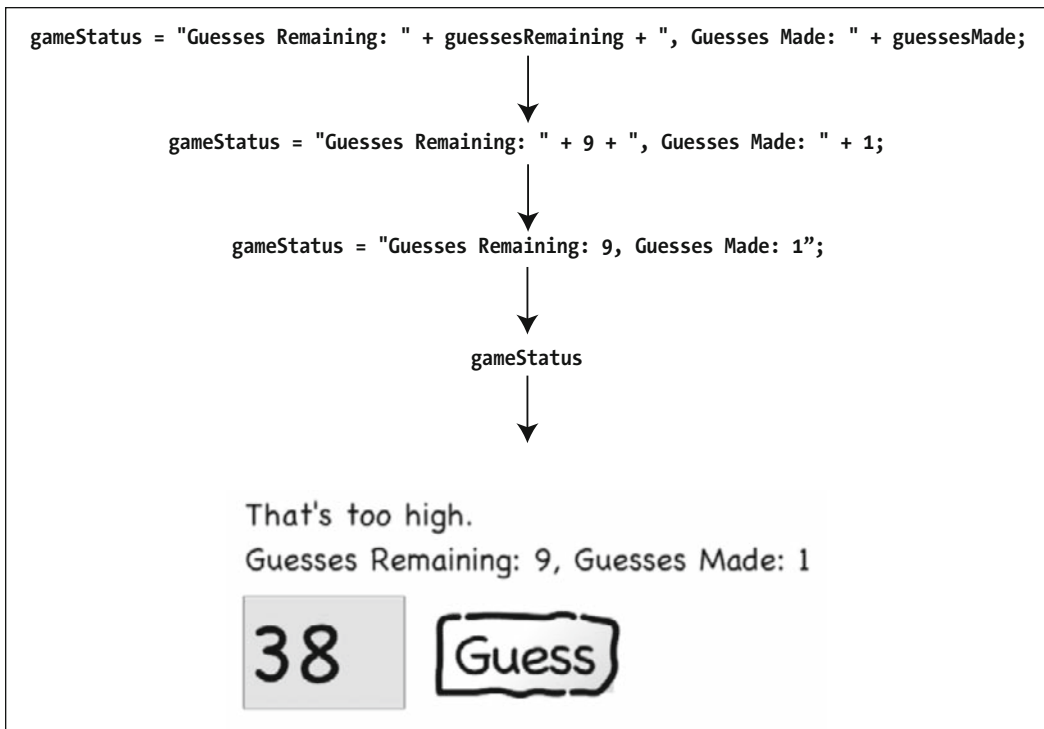 gameStatus = "Guesses Remaining: " + guessesRemaining + ", Guesses Made: " + guessesMade;
gameStatus = "Guesses Remaining: " + 9 + ", Guesses Made: " + 1;
gameStatus = "Guesses Remaining: 9, Guesses Made: 1”;
gameStatus
That's too high.
Guesses Remaining: 9, Guesses Made: 1
38
Guess